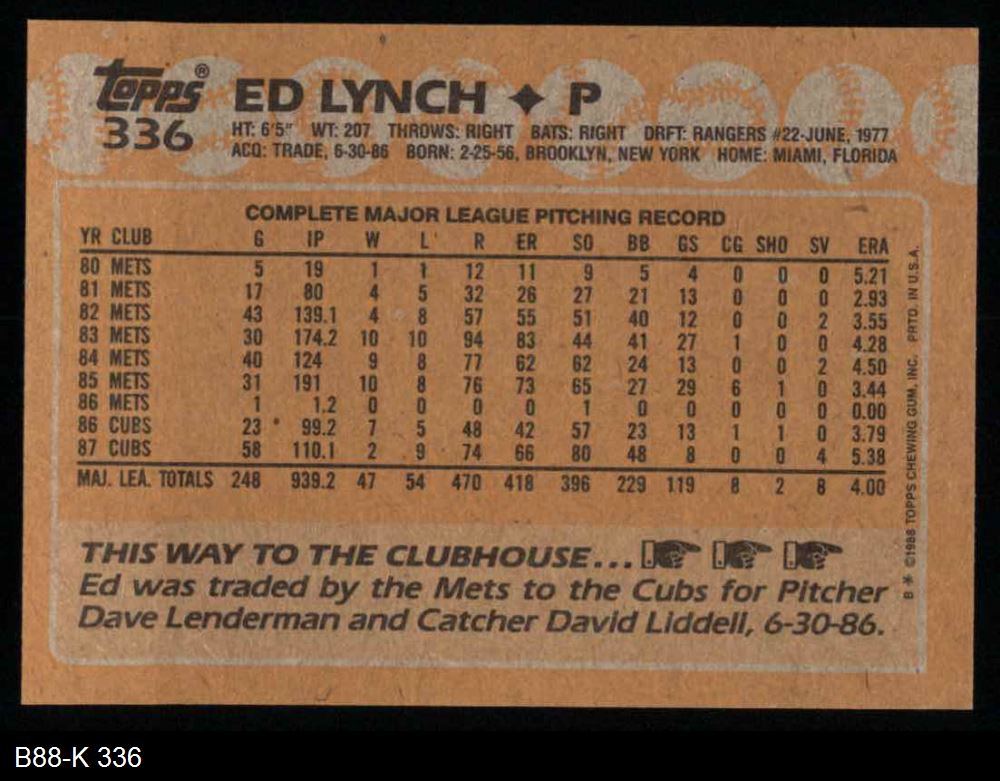 topps® ED LYNCH ✦ P
336
HT: 6'5" WT: 207 THROWS: RIGHT BATS: RIGHT DRFT: RANGERS #22-JUNE, 1977
ACQ: TRADE, 6-30-86 BORN: 2-25-56, BROOKLYN, NEW YORK HOME: MIAMI, FLORIDA
COMPLETE MAJOR LEAGUE PITCHING RECORD
YR CLUB G IP W L R ER SO BB GS CG SHO SV ERA
80 METS 5 19 1 1 12 11 9 5 4 0 0 0 5.21
81 METS 17 80 4 5 32 26 27 21 13 0 0 0 2.93
82 METS 43 139.1 4 8 57 55 51 40 12 0 0 2 3.55
83 METS 30 174.2 10 10 94 83 44 41 27 1 0 0 4.28
84 METS 40 124 9 8 77 62 62 24 13 0 0 2 4.50
85 METS 31 191 10 8 76 73 65 27 29 6 1 0 3.44
86 METS 1 1.2 0 0 0 0 1 0 0 0 0 0 0.00
86 CUBS 23 99.2 7 5 48 42 57 23 13 1 1 0 3.79
87 CUBS 58 110.1 2 9 74 66 80 48 8 0 0 4 5.38
MAJ. LEA. TOTALS 248 939.2 47 54 470 418 396 229 119 8 2 8 4.00
THIS WAY TO THE CLUBHOUSE...
Ed was traded by the Mets to the Cubs for Pitcher
Dave Lenderman and Catcher David Liddell, 6-30-86.
B* ©1988 TOPPS CHEWING GUM, INC. PRTD. IN U.S.A.
B88-K 336